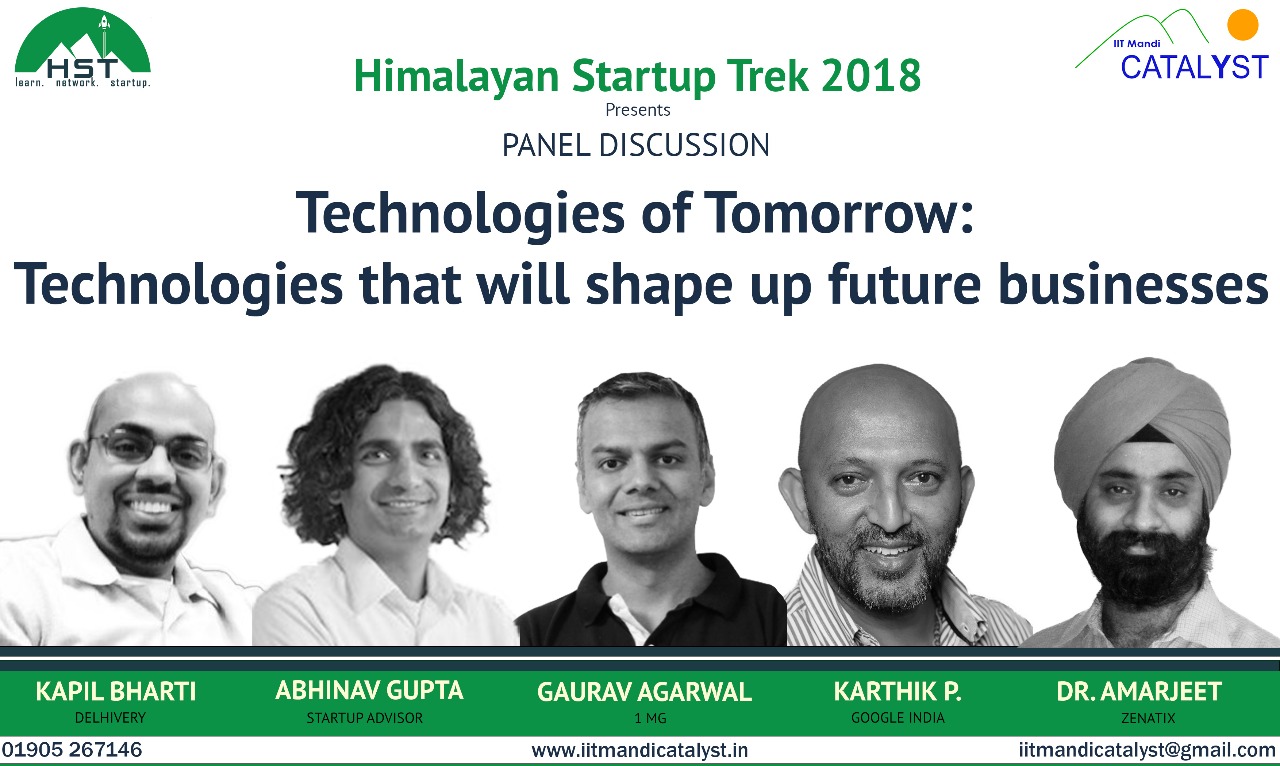 HST
learn. network. startup.
IIT Mandi
CATALYST
Himalayan Startup Trek 2018
Presents
PANEL DISCUSSION
Technologies of Tomorrow:
Technologies that will shape up future businesses
KAPIL BHARTI
DELHIVERY
ABHINAV GUPTA
STARTUP ADVISOR
GAURAV AGARWAL
1 MG
KARTHIK P.
GOOGLE INDIA
DR. AMARJEET
ZENATIX
01905 267146
www.iitmandicatalyst.in
iitmandicatalyst@gmail.com